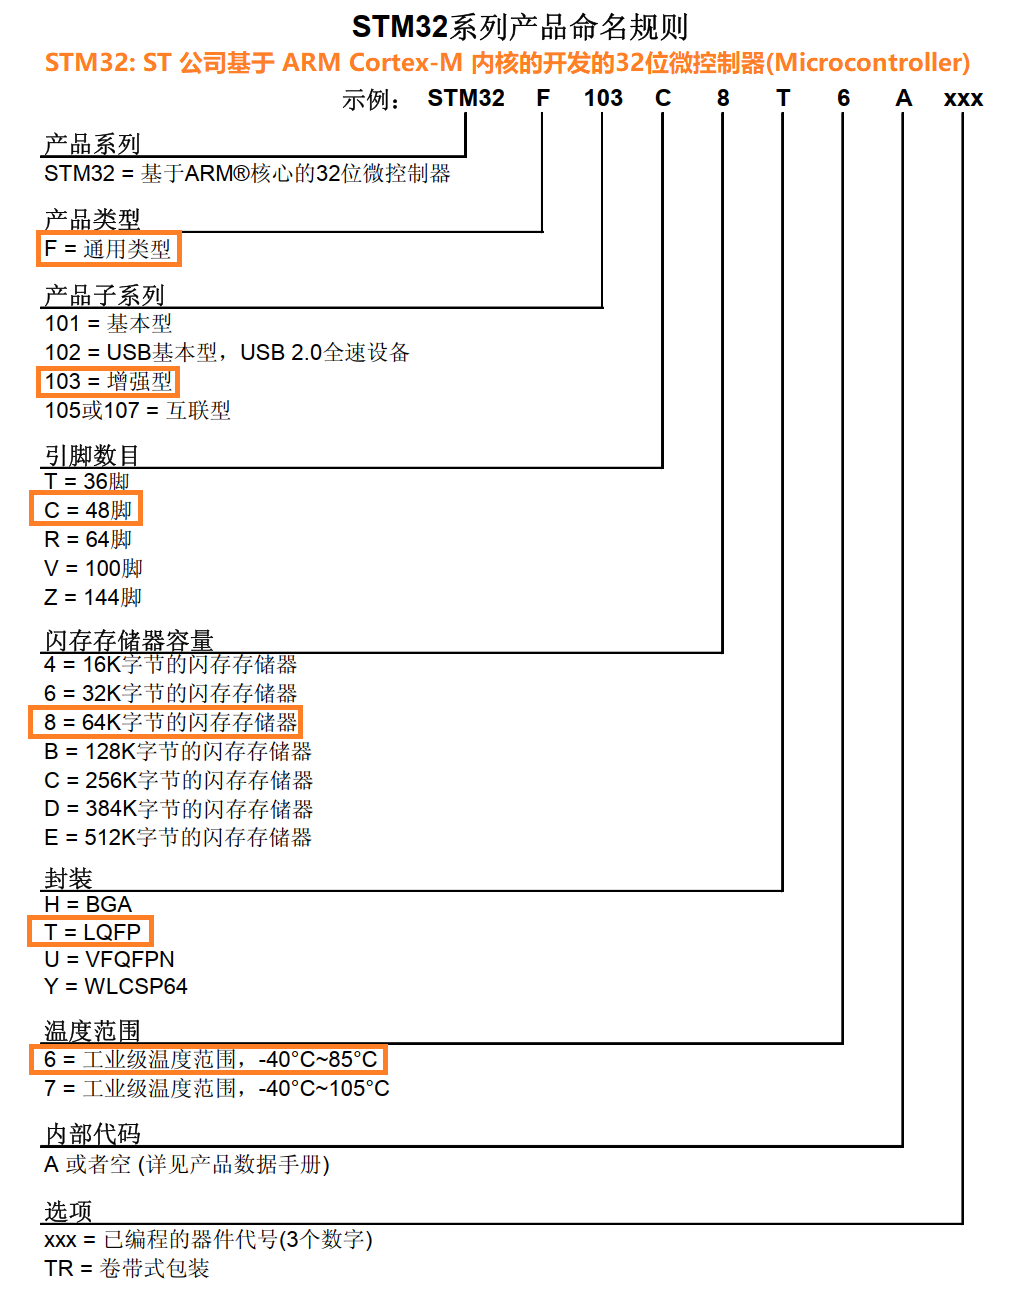 STM32系列产品命名规则
STM32: ST 公司基于 ARM Cortex-M 内核的开发的32位微控制器(Microcontroller)
示例： STM32 F 103 C 8 T 6 A xxx
产品系列
STM32 = 基于ARM®核心的32位微控制器
产品类型
F = 通用类型
产品子系列
101 = 基本型
102 = USB基本型，USB 2.0全速设备
103 = 增强型
105或107 = 互联型
引脚数目
T = 36脚
C = 48脚
R = 64脚
V = 100脚
Z = 144脚
闪存存储器容量
4 = 16K字节的闪存存储器
6 = 32K字节的闪存存储器
8 = 64K字节的闪存存储器
B = 128K字节的闪存存储器
C = 256K字节的闪存存储器
D = 384K字节的闪存存储器
E = 512K字节的闪存存储器
封装
H = BGA
T = LQFP
U = VFQFPN
Y = WLCSP64
温度范围
6 = 工业级温度范围，-40°C~85°C
7 = 工业级温度范围，-40°C~105°C
内部代码
A 或者空 (详见产品数据手册)
选项
xxx = 已编程的器件代号(3个数字)
TR = 卷带式包装